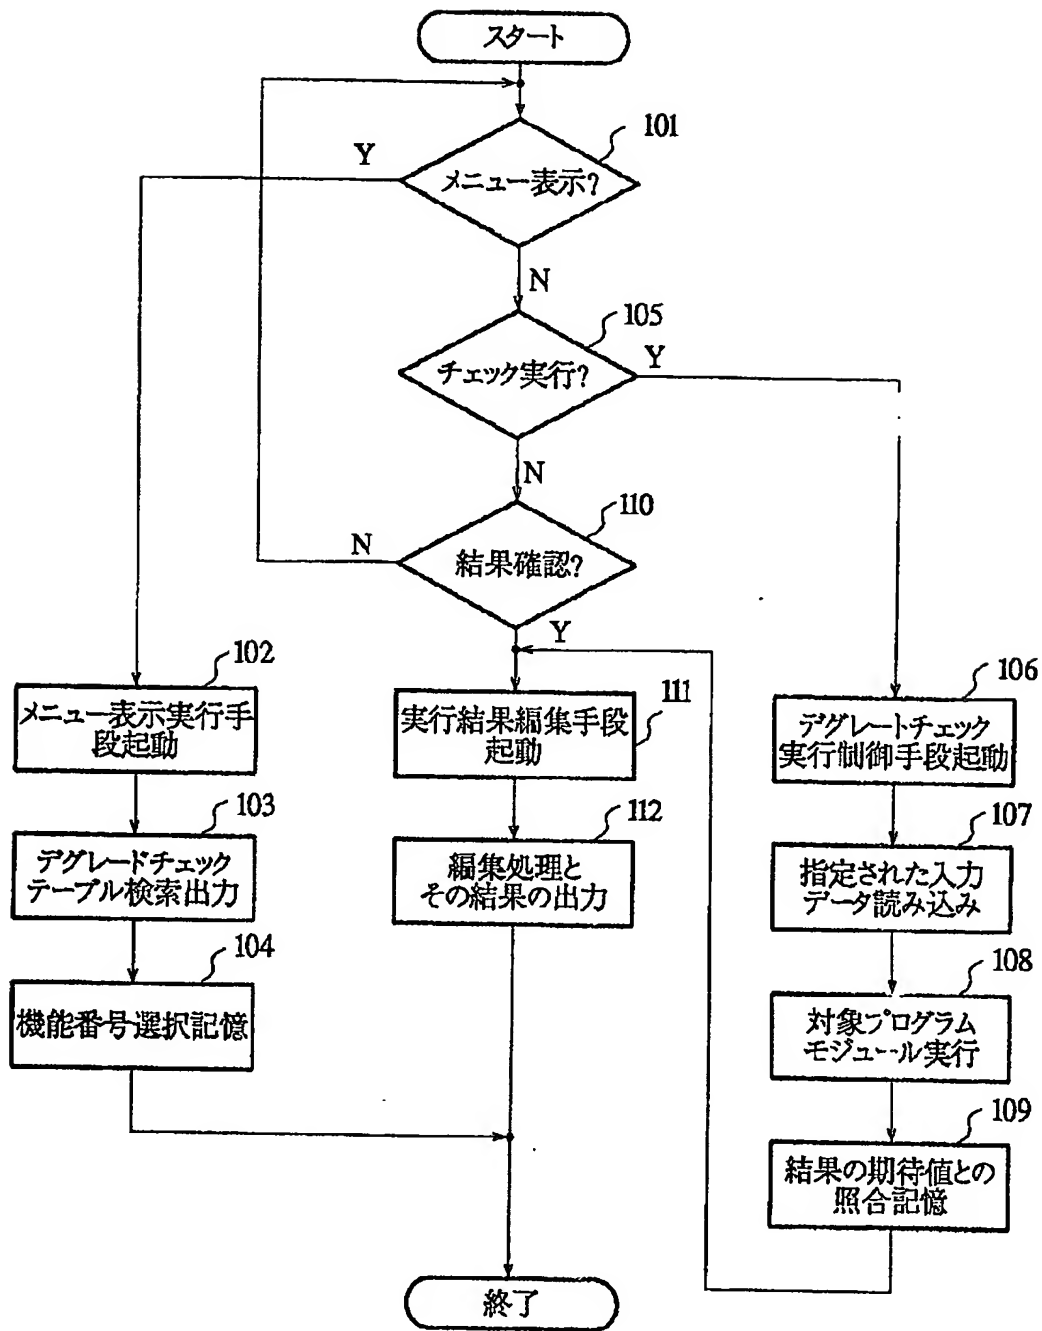 スタート
101
Y
メニュー表示?
N
105
Y
チェック実行?
N
110
N
結果確認?
Y
102
メニュー表示実行手
段起動
103
デグレードチェック
テーブル検索出力
104
機能番号選択記憶
111
実行結果編集手段
起動
112
編集処理と
その結果の出力
106
デグレートチェック
実行制御手段起動
107
指定された入力
データ読み込み
108
対象プログラム
モジュール実行
109
結果の期待値との
照合記憶
終了